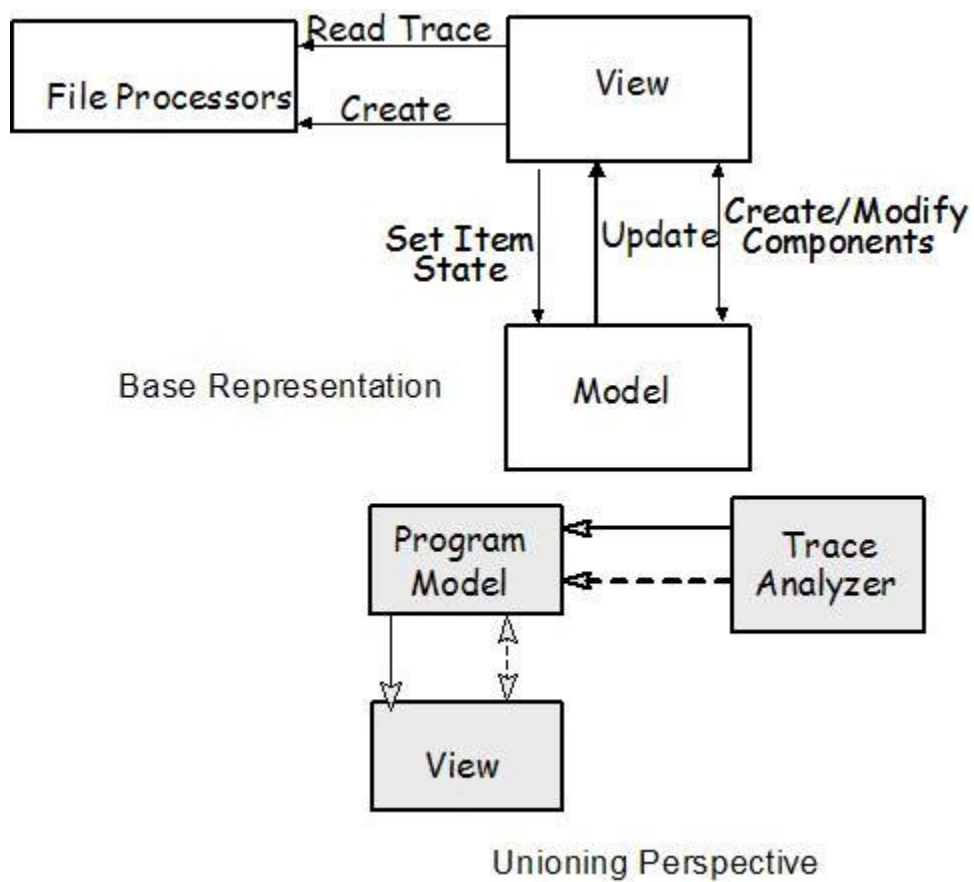 Read Trace
File Processors
Create
View
Set Item
State
Update
Create/Modify
Components
Base Representation
Model
Program
Model
Trace
Analyzer
View
Unioning Perspective